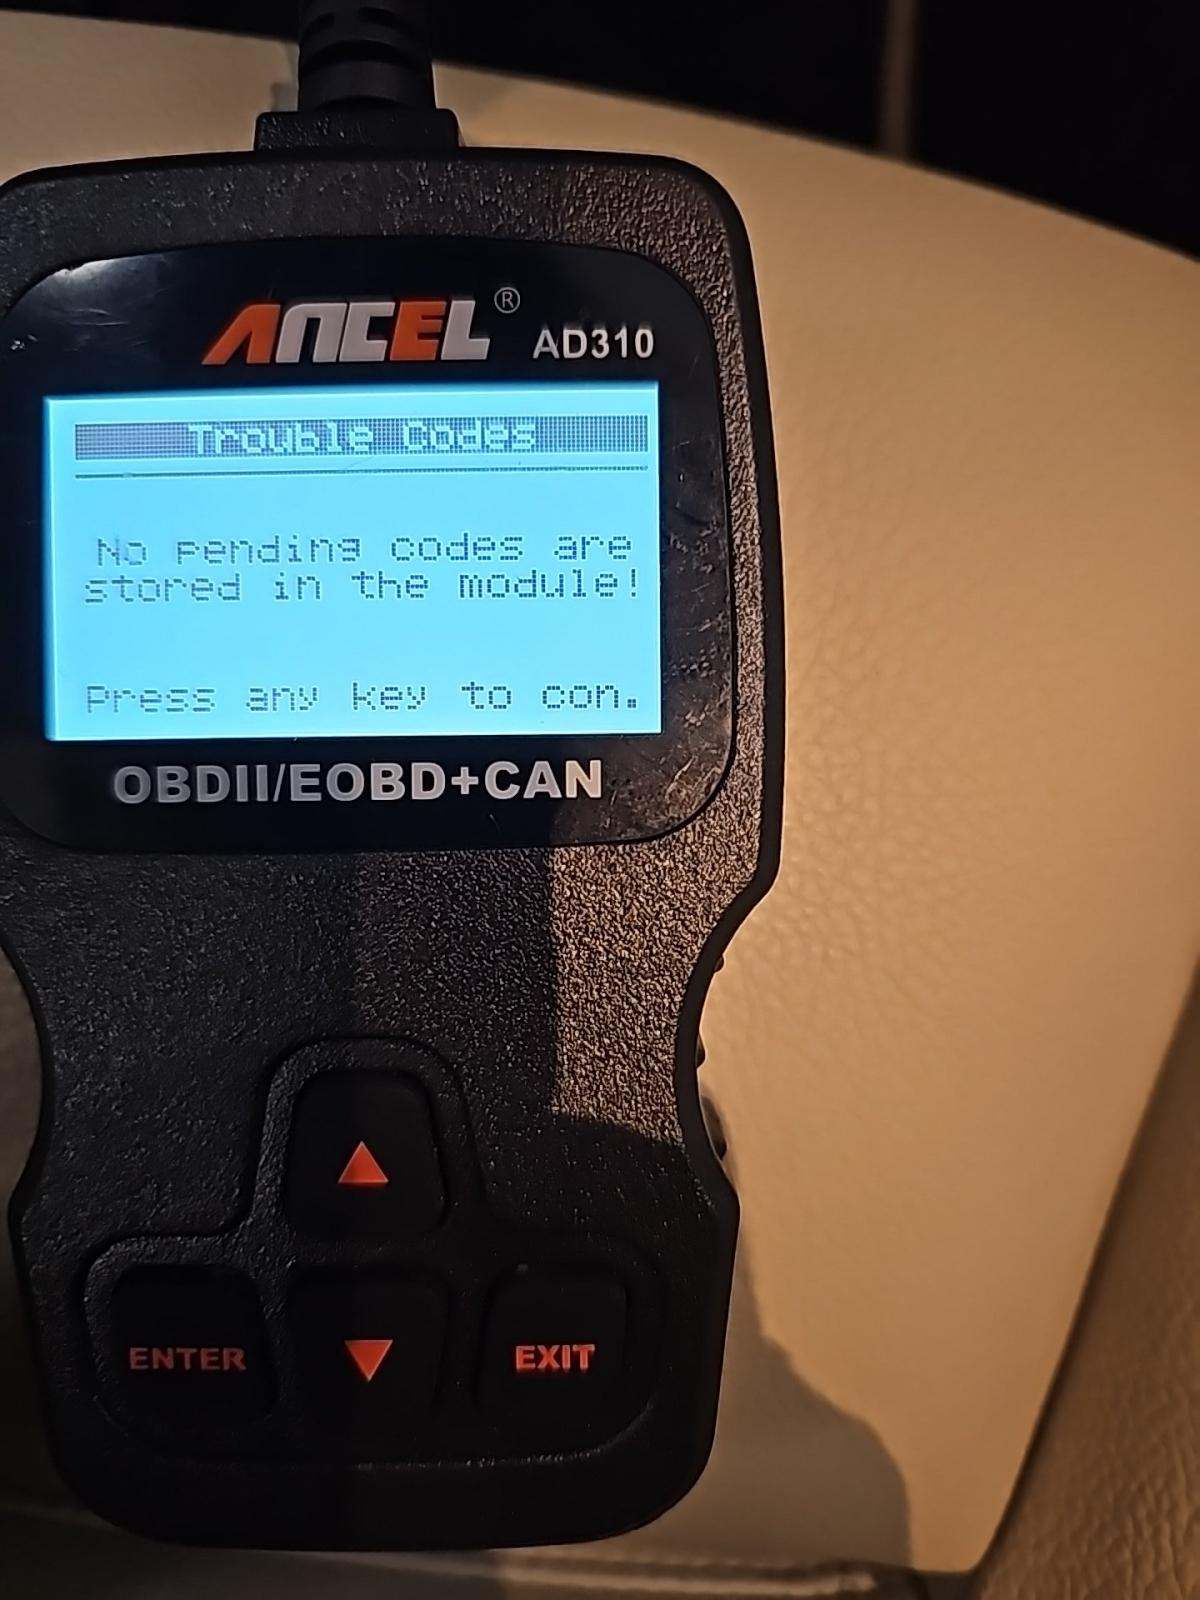 ANCEL®
AD310
Trouble Codes
No pending codes are
stored in the module!
Press any key to con.
OBDII/EOBD+CAN
ENTER
EXIT